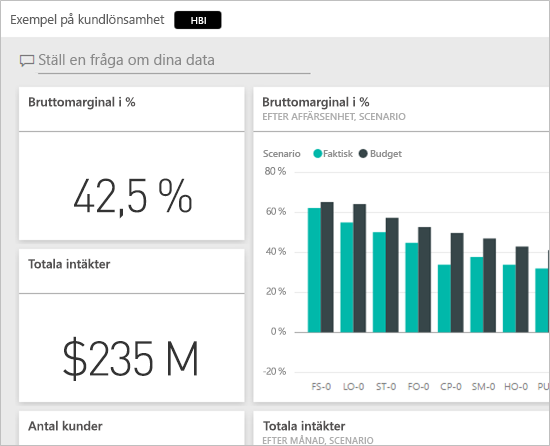 Exempel på kundlönsamhet HBI
Ställ en fråga om dina data
Bruttomarginal i %
42,5 %
Totala intäkter
$235 M
Antal kunder
Bruttomarginal i %
EFTER AFFÄRSENHET, SCENARIO
Scenario Faktisk Budget
80 %
60 %
40 %
20 %
0 %
-20 %
FS-0 LO-0 ST-0 FO-0 CP-0 SM-0 HO-0 PU
Totala intäkter
EFTER MÅNAD, SCENARIO